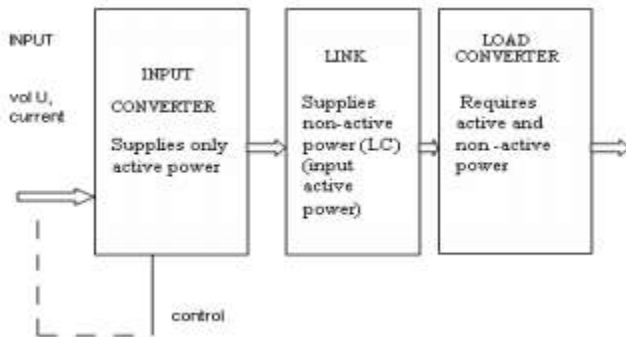 INPUT
vol U,
current
INPUT
CONVERTER
Supplies only
active power
LINK
Supplies
non-active
power (LC)
(input
active
power)
LOAD
CONVERTER
Requires
active and
non -active
power
control